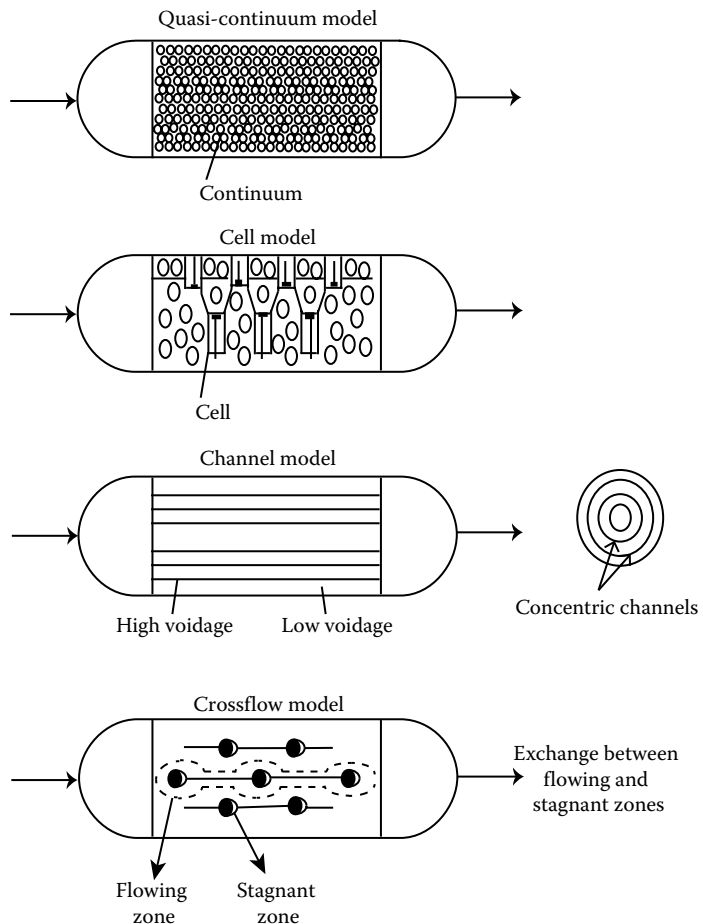 Quasi-continuum model
Continuum
Cell model
Cell
Channel model
High voidage
Low voidage
Concentric channels
Crossflow model
Exchange between
flowing and
stagnant zones
Flowing
zone
Stagnant
zone